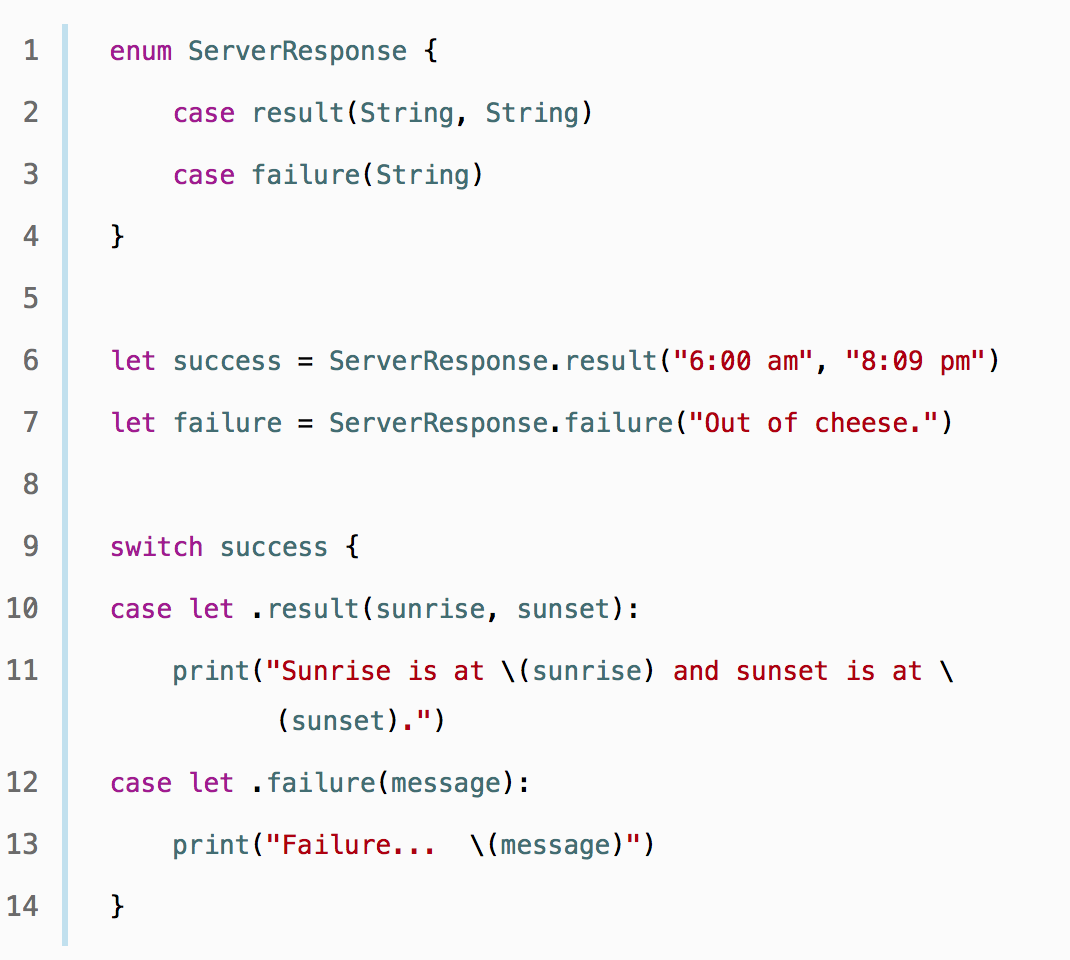 1 enum ServerResponse {
2 case result(String, String)
3 case failure(String)
4 }
5
6 let success = ServerResponse.result("6:00 am", "8:09 pm")
7 let failure = ServerResponse.failure("Out of cheese.")
8
9 switch success {
10 case let .result(sunrise, sunset):
11 print("Sunrise is at \(sunrise) and sunset is at \
(sunset).")
12 case let .failure(message):
13 print("Failure...  \(message)")
14 }